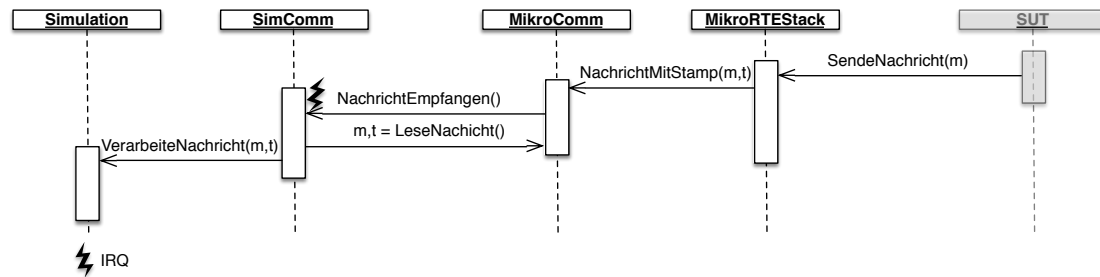 Simulation
SimComm
MikroComm
MikroRTEStack
SUT
SendeNachricht(m)
NachrichtMitStamp(m,t)
NachrichtEmpfangen()
m,t = LeseNachicht()
VerarbeiteNachricht(m,t)
IRQ